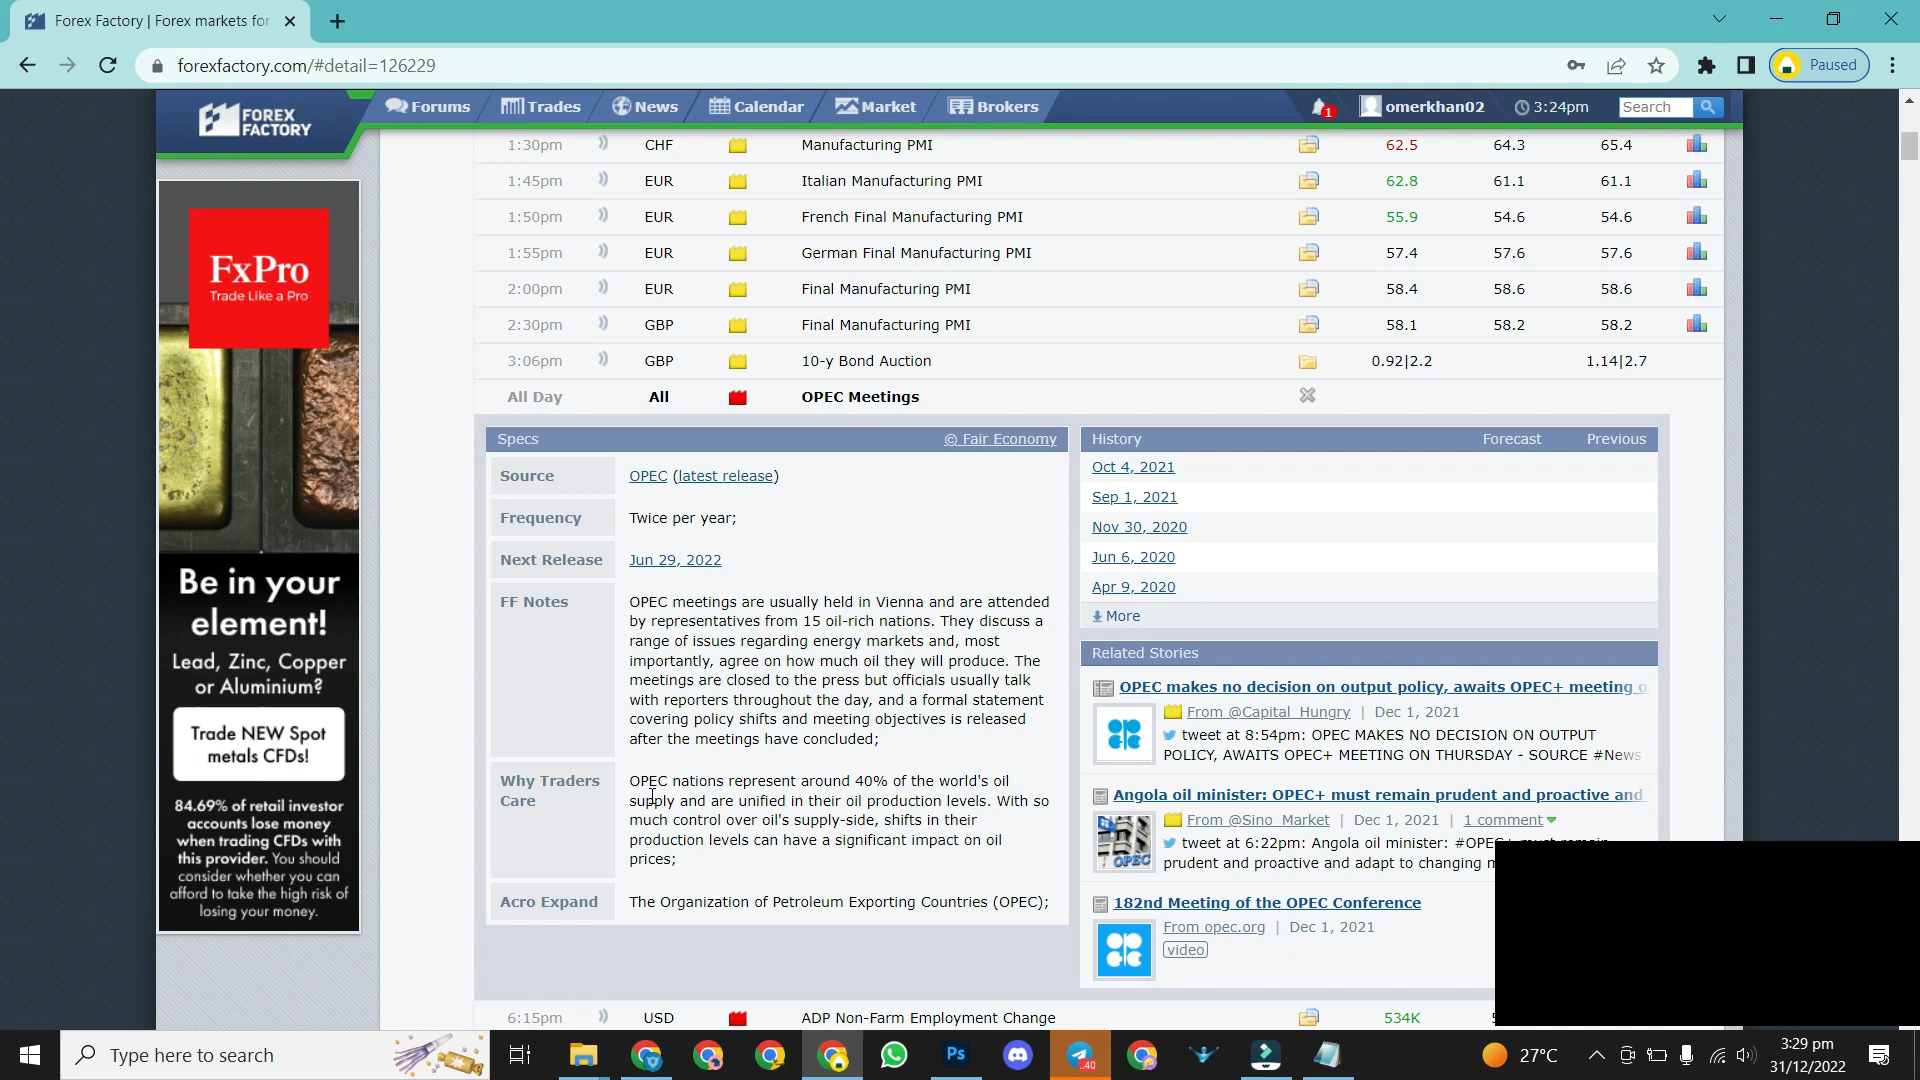 Forex Factory | Forex markets for
forexfactory.com/#detail=126229
Paused
FOREX
FACTORY
Forums
Trades
News
Calendar
Market
Brokers
1
omerkhan02
3:24pm
Search
1:30pm CHF Manufacturing PMI 62.5 64.3 65.4
1:45pm EUR Italian Manufacturing PMI 62.8 61.1 61.1
1:50pm EUR French Final Manufacturing PMI 55.9 54.6 54.6
1:55pm EUR German Final Manufacturing PMI 57.4 57.6 57.6
2:00pm EUR Final Manufacturing PMI 58.4 58.6 58.6
2:30pm GBP Final Manufacturing PMI 58.1 58.2 58.2
3:06pm GBP 10-y Bond Auction 0.92|2.2 1.14|2.7
All Day All OPEC Meetings
Specs © Fair Economy
Source OPEC (latest release)
Frequency Twice per year;
Next Release Jun 29, 2022
FF Notes OPEC meetings are usually held in Vienna and are attended
by representatives from 15 oil-rich nations. They discuss a
range of issues regarding energy markets and, most
importantly, agree on how much oil they will produce. The
meetings are closed to the press but officials usually talk
with reporters throughout the day, and a formal statement
covering policy shifts and meeting objectives is released
after the meetings have concluded;
Why Traders
Care
OPEC nations represent around 40% of the world's oil
supply and are unified in their oil production levels. With so
much control over oil's supply-side, shifts in their
production levels can have a significant impact on oil
prices;
Acro Expand The Organization of Petroleum Exporting Countries (OPEC);
History Forecast Previous
Oct 4, 2021
Sep 1, 2021
Nov 30, 2020
Jun 6, 2020
Apr 9, 2020
More
Related Stories
OPEC makes no decision on output policy, awaits OPEC+ meeting o
From @Capital_Hungry | Dec 1, 2021
tweet at 8:54pm: OPEC MAKES NO DECISION ON OUTPUT
POLICY, AWAITS OPEC+ MEETING ON THURSDAY - SOURCE #News
Angola oil minister: OPEC+ must remain prudent and proactive and
From @Sino_Market | Dec 1, 2021 | 1 comment
OPEC
tweet at 6:22pm: Angola oil minister: #OPEC+ must remain
prudent and proactive and adapt to changing
182nd Meeting of the OPEC Conference
From opec.org | Dec 1, 2021
video
6:15pm USD ADP Non-Farm Employment Change 534K
FxPro
Trade Like a Pro
Be in your
element!
Lead, Zinc, Copper
or Aluminium?
Trade NEW Spot
metals CFDs!
84.69% of retail investor
accounts lose money
when trading CFDs with
this provider. You should
consider whether you can
afford to take the high risk of
losing your money.
Type here to search
Ps
40
27°C
3:29 pm
31/12/2022